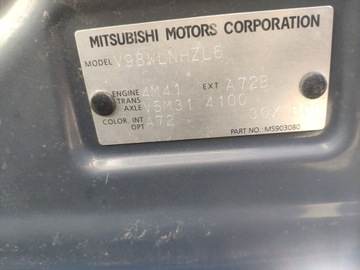 MITSUBISHI MOTORS CORPORATION
MODEL V98WLNHZL6
ENGINE 4M41 EXT A72B
TRANS AXLE V5M31 4100
COLOR, INT OPT A72 30X
PART NO.: MS903080